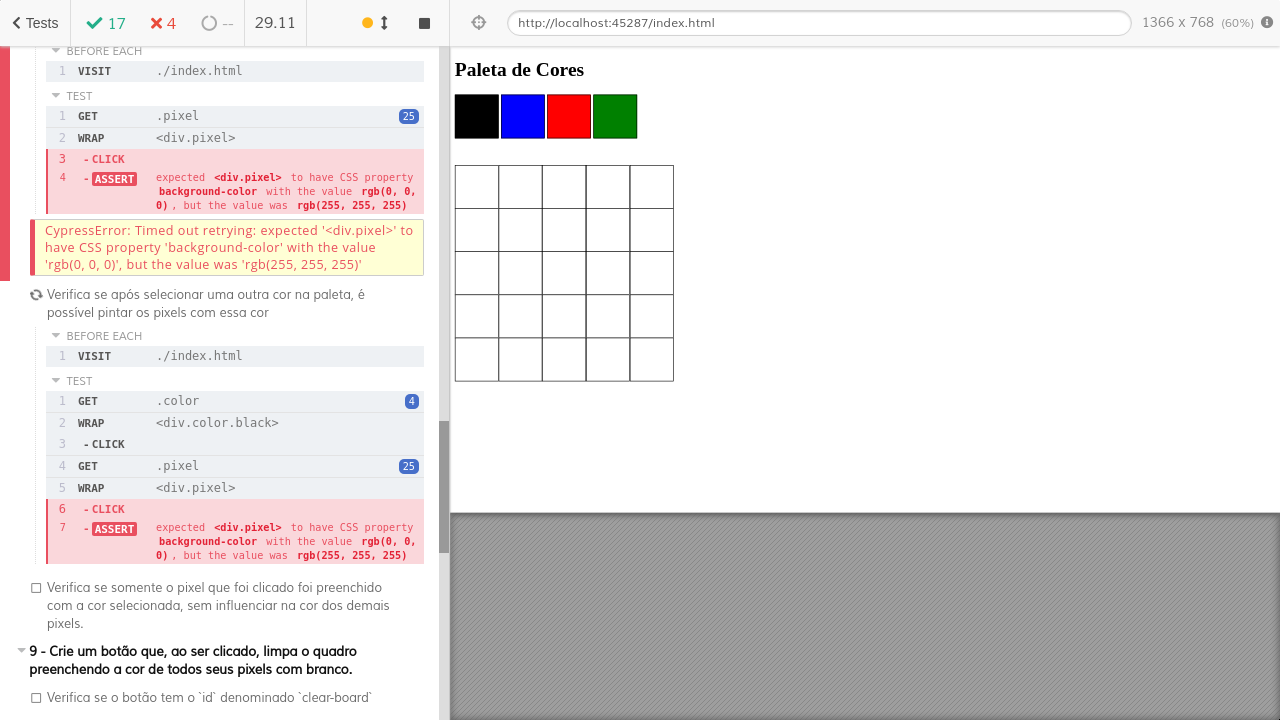 Tests 17 4 -- 29.11
http://localhost:45287/index.html 1366 x 768 (60%)
BEFORE EACH
1 VISIT ./index.html
TEST
1 GET .pixel 25
2 WRAP <div.pixel>
3 - CLICK
4 - ASSERT expected <div.pixel> to have CSS property
background-color with the value rgb(0, 0,
0) , but the value was rgb(255, 255, 255)
CypressError: Timed out retrying: expected '<div.pixel>' to
have CSS property 'background-color' with the value
'rgb(0, 0, 0)', but the value was 'rgb(255, 255, 255)'
Verifica se após selecionar uma outra cor na paleta, é
possível pintar os pixels com essa cor
BEFORE EACH
1 VISIT ./index.html
TEST
1 GET .color 4
2 WRAP <div.color.black>
3 - CLICK
4 GET .pixel 25
5 WRAP <div.pixel>
6 - CLICK
7 - ASSERT expected <div.pixel> to have CSS property
background-color with the value rgb(0, 0,
0) , but the value was rgb(255, 255, 255)
Verifica se somente o pixel que foi clicado foi preenchido
com a cor selecionada, sem influenciar na cor dos demais
pixels.
9 - Crie um botão que, ao ser clicado, limpa o quadro
preenchendo a cor de todos seus pixels com branco.
Verifica se o botão tem o `id` denominado `clear-board`
Paleta de Cores